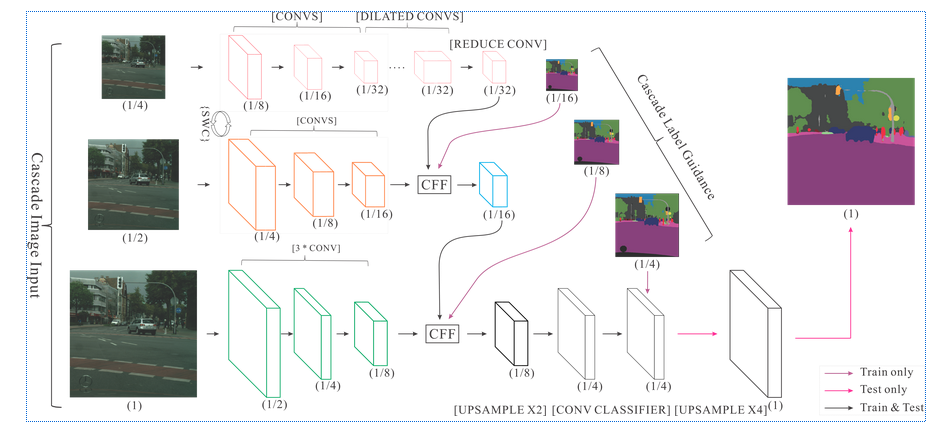 [CONVS]
[DILATED CONVS]
[REDUCE CONV]
(1/4)
(1/8)
(1/16)
(1/32)
....
(1/32)
(1/32)
(1/16)
{SWC}
[CONVS]
Cascade Label Guidance
(1/8)
CFF
(1/2)
(1/4)
(1/8)
(1/16)
(1/16)
(1)
Cascade Image Input
[3 * CONV]
(1/4)
CFF
(1)
(1/2)
(1/4)
(1/8)
(1/8)
(1/4)
(1/4)
(1)
[UPSAMPLE X2] [CONV CLASSIFIER] [UPSAMPLE X4]
Train only
Test only
Train & Test